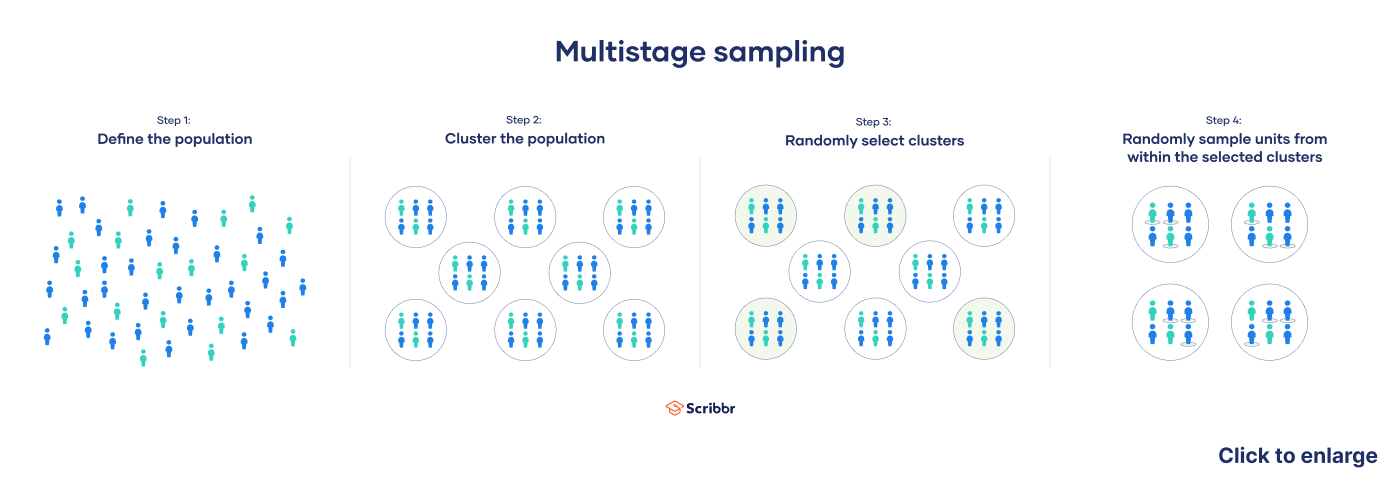 Multistage sampling
Step 1:
Define the population
Step 2:
Cluster the population
Step 3:
Randomly select clusters
Step 4:
Randomly sample units from
within the selected clusters
Scribbr
Click to enlarge